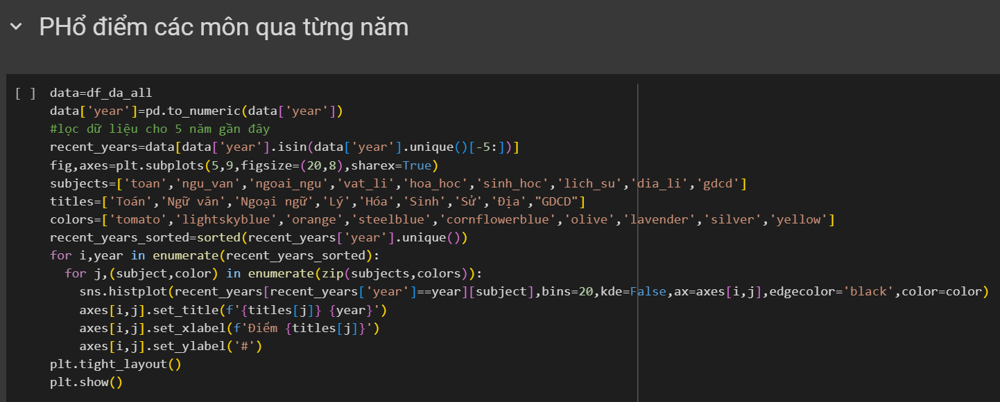 PHổ điểm các môn qua từng năm
[ ] data=df_da_all
data['year']=pd.to_numeric(data['year'])
#lọc dữ liệu cho 5 năm gần đây
recent_years=data[data['year'].isin(data['year'].unique()[-5:])]
fig,axes=plt.subplots(5,9,figsize=(20,8),sharex=True)
subjects=['toan','ngu_van','ngoai_ngu','vat_li','hoa_hoc','sinh_hoc','lich_su','dia_li','gdcd']
titles=['Toán','Ngữ văn','Ngoại ngữ','Lý','Hóa','Sinh','Sử','Địa',"GDCD"]
colors=['tomato','lightskyblue','orange','steelblue','cornflowerblue','olive','lavender','silver','yellow']
recent_years_sorted=sorted(recent_years['year'].unique())
for i,year in enumerate(recent_years_sorted):
  for j,(subject,color) in enumerate(zip(subjects,colors)):
    sns.histplot(recent_years[recent_years['year']==year][subject],bins=20,kde=False,ax=axes[i,j],edgecolor='black',color=color)
    axes[i,j].set_title(f'{titles[j]} {year}')
    axes[i,j].set_xlabel(f'Điểm {titles[j]}')
    axes[i,j].set_ylabel('#')
plt.tight_layout()
plt.show()